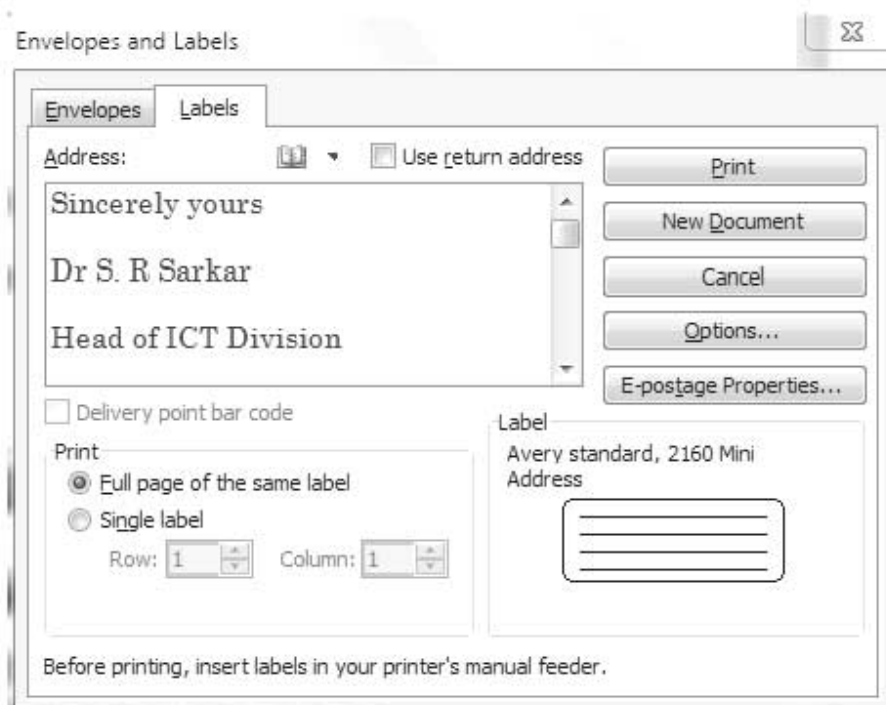 Envelopes and Labels
Envelopes Labels
Address: Use return address
Sincerely yours
Dr S. R Sarkar
Head of ICT Division
Print
New Document
Cancel
Options...
E-postage Properties...
Delivery point bar code
Print
Full page of the same label
Single label
Row: 1 Column: 1
Label
Avery standard, 2160 Mini
Address
Before printing, insert labels in your printer's manual feeder.